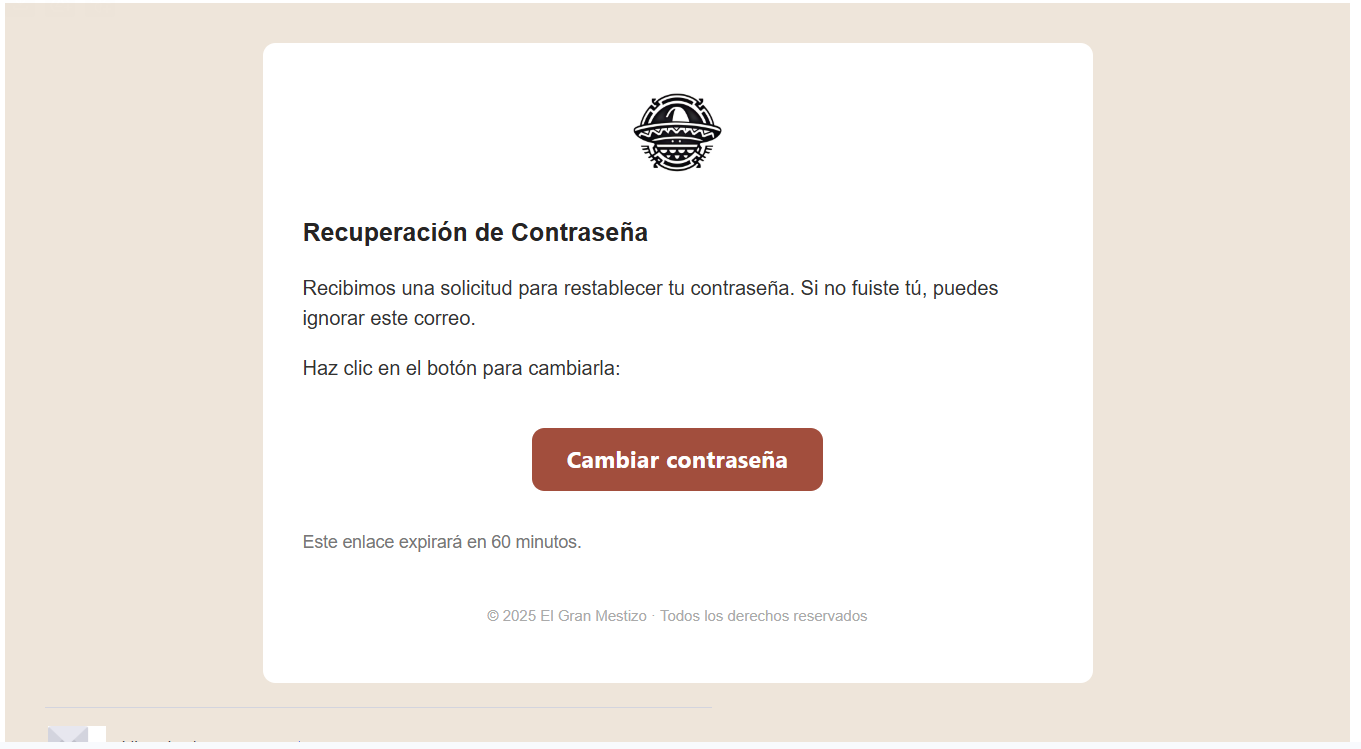 Recuperación de Contraseña
Recibimos una solicitud para restablecer tu contraseña. Si no fuiste tú, puedes
ignorar este correo.
Haz clic en el botón para cambiarla:
Cambiar contraseña
Este enlace expirará en 60 minutos.
© 2025 El Gran Mestizo · Todos los derechos reservados